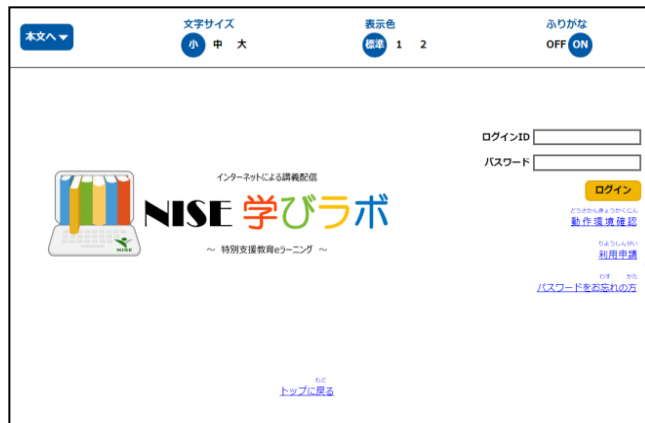 本文へ
文字サイズ
小 中 大
表示色
標準 1 2
ふりがな
OFF ON
ログインID
パスワード
ログイン
どうさかんきょうかくにん
動作環境確認
りようしんせい
利用申請
わす かた
パスワードをお忘れの方
インターネットによる講義配信
NISE 学びラボ
～ 特別支援教育eラーニング ～
NISE
もど
トップに戻る